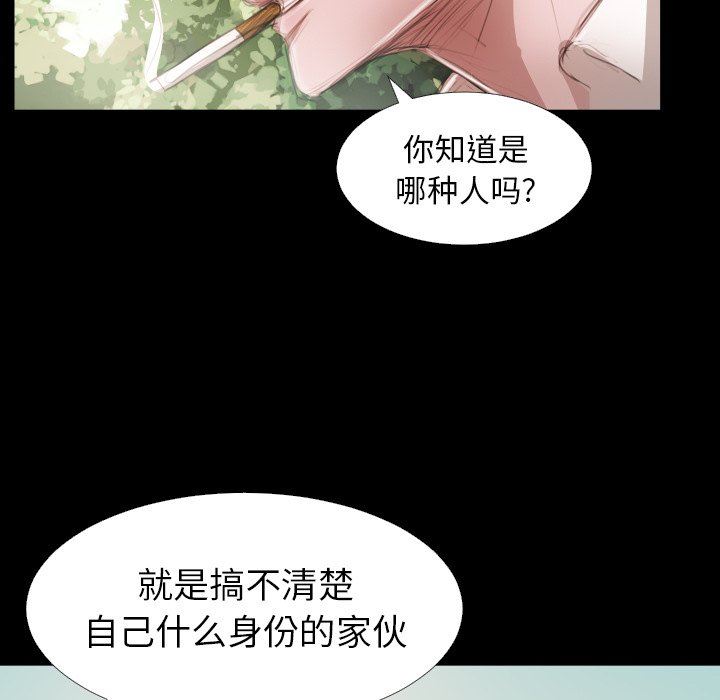 你知道是
哪种人吗?
就是搞不清楚
自己什么身份的家伙